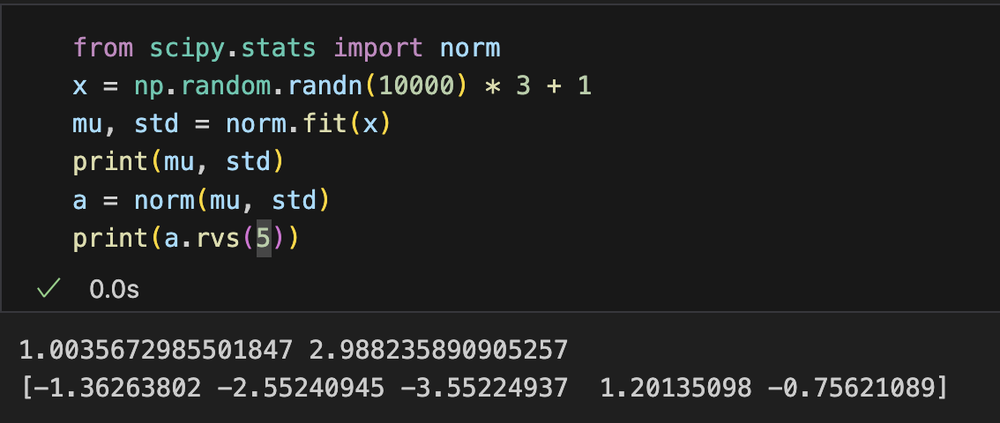 from scipy.stats import norm
x = np.random.randn(10000) * 3 + 1
mu, std = norm.fit(x)
print(mu, std)
a = norm(mu, std)
print(a.rvs(5))
0.0s
1.0035672985501847 2.988235890905257
[-1.36263802 -2.55240945 -3.55224937  1.20135098 -0.75621089]